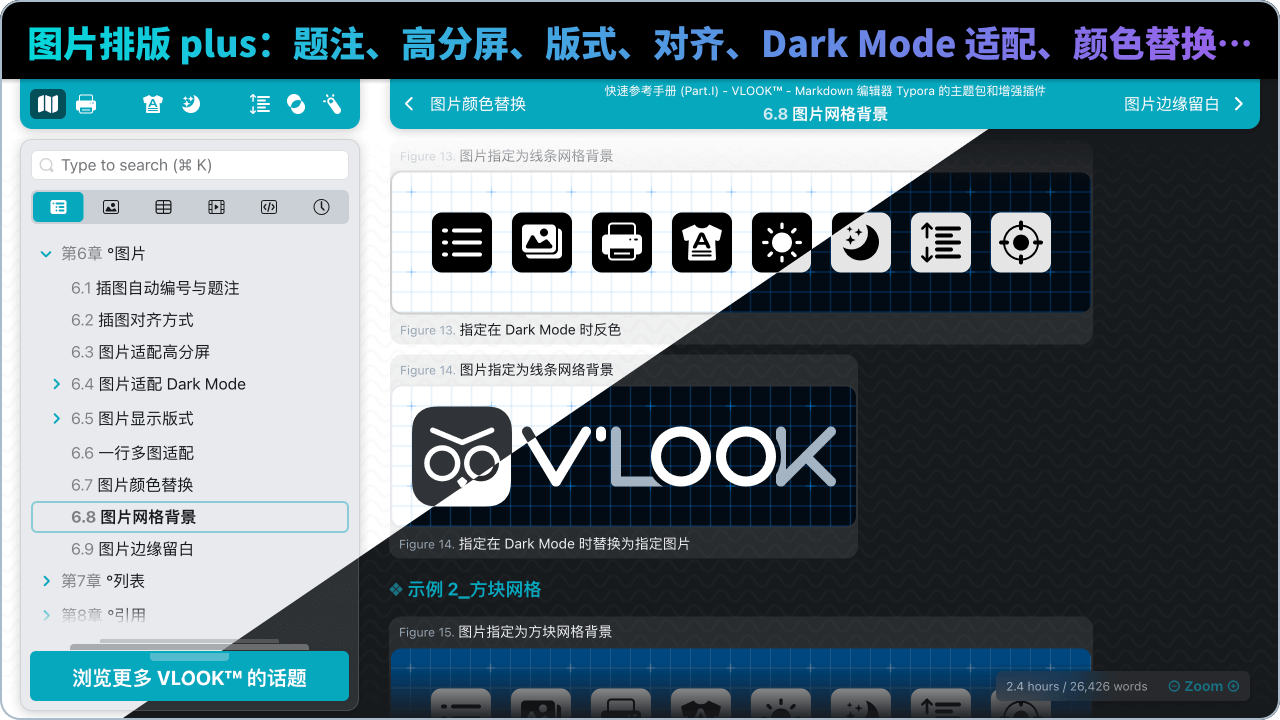 图片排版 plus：题注、高分屏、版式、对齐、Dark Mode 适配、颜色替换…
图片颜色替换
快速参考手册 (Part.I) - VLOOK™ - Markdown 编辑器 Typora 的主题包和增强插件
6.8 图片网格背景
图片边缘留白
Type to search (⌘ K)
第6章 °图片
6.1 插图自动编号与题注
6.2 插图对齐方式
6.3 图片适配高分屏
6.4 图片适配 Dark Mode
6.5 图片显示版式
6.6 一行多图适配
6.7 图片颜色替换
6.8 图片网格背景
6.9 图片边缘留白
第7章 °列表
第8章 °引用
浏览更多 VLOOK™ 的话题
Figure 13. 图片指定为线条网格背景
Figure 13. 指定在 Dark Mode 时反色
Figure 14. 图片指定为线条网络背景
V'LOOK
Figure 14. 指定在 Dark Mode 时替换为指定图片
❖ 示例 2_方块网格
Figure 15. 图片指定为方块网格背景
2.4 hours / 26,426 words
⊖ Zoom ⊕